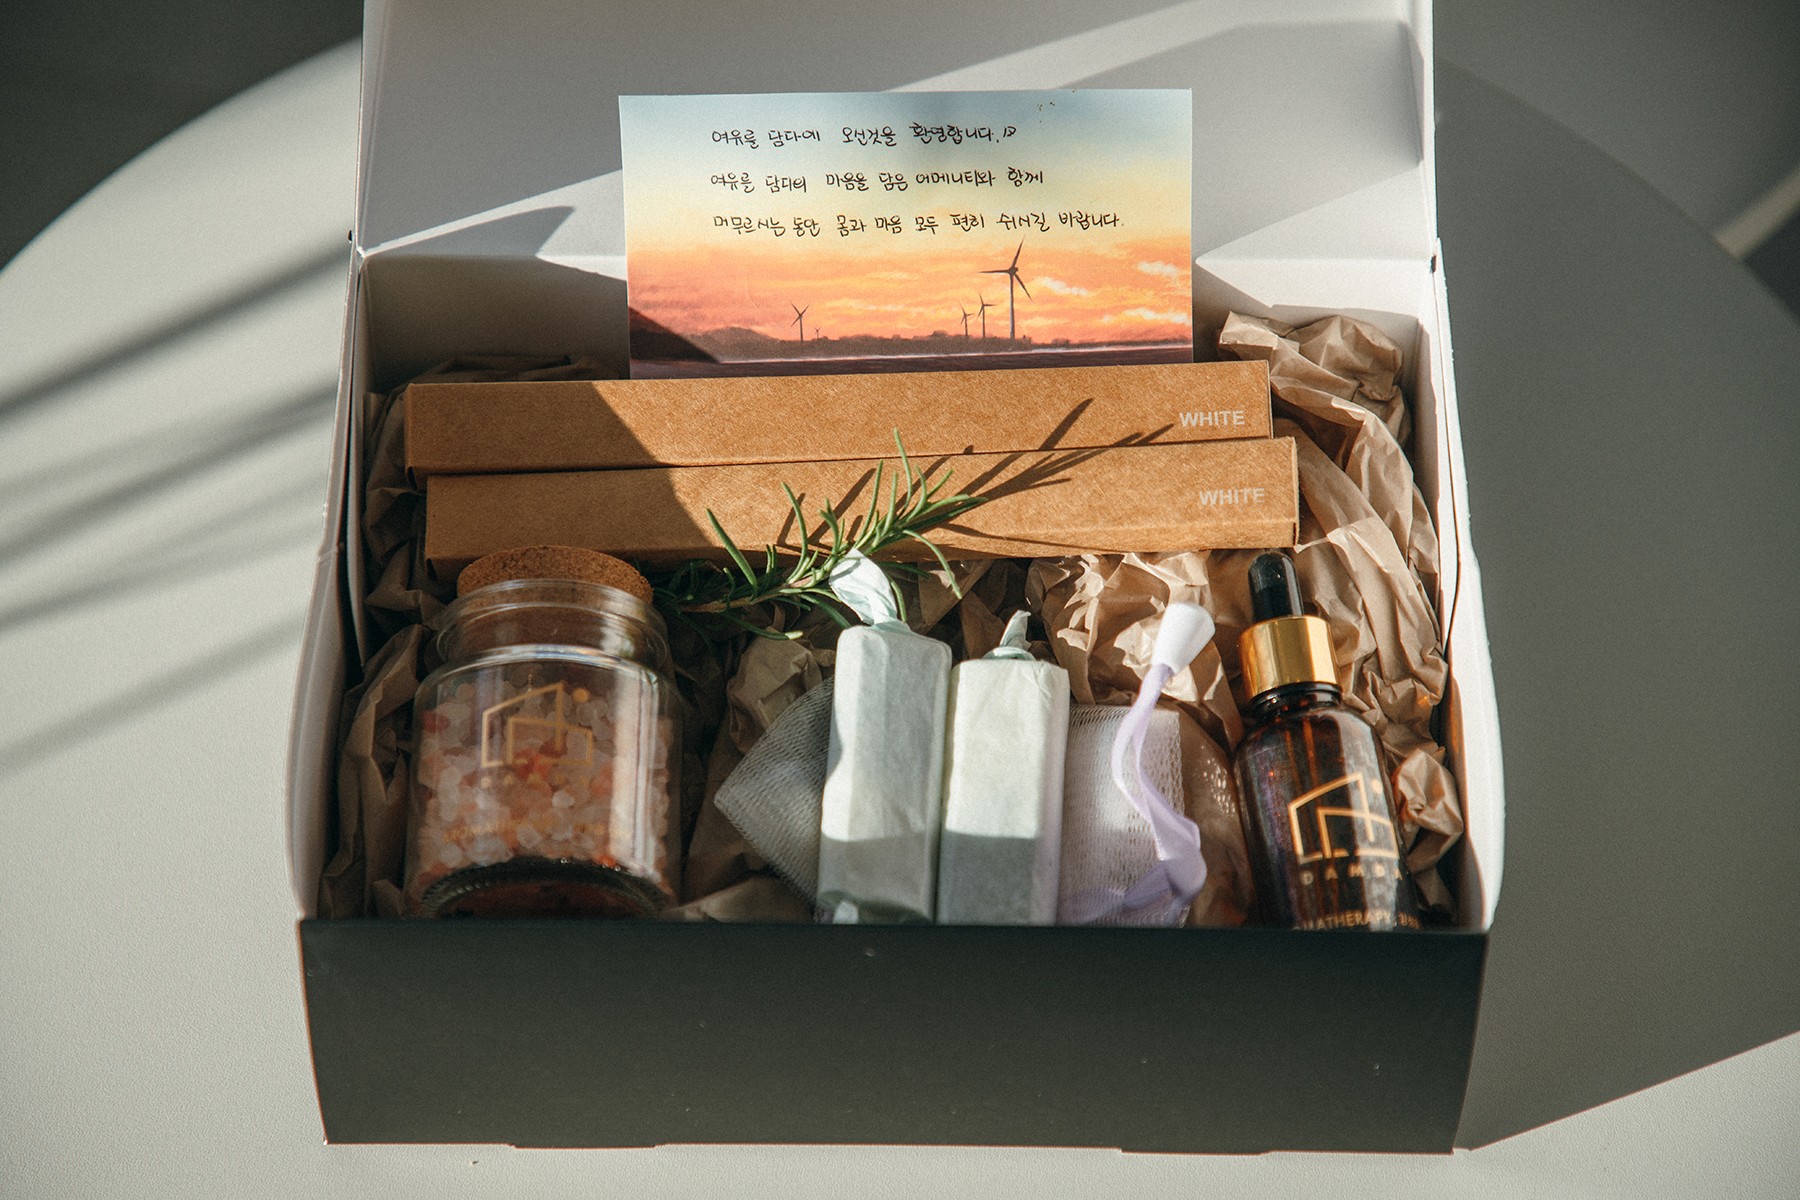 여유를 담다에 오신것을 환영합니다.
여유를 담다의 마음을 담은 어메니티와 함께
머무르시는 동안 몸과 마음 모두 편히 쉬시길 바랍니다.
WHITE
WHITE
DAMDA